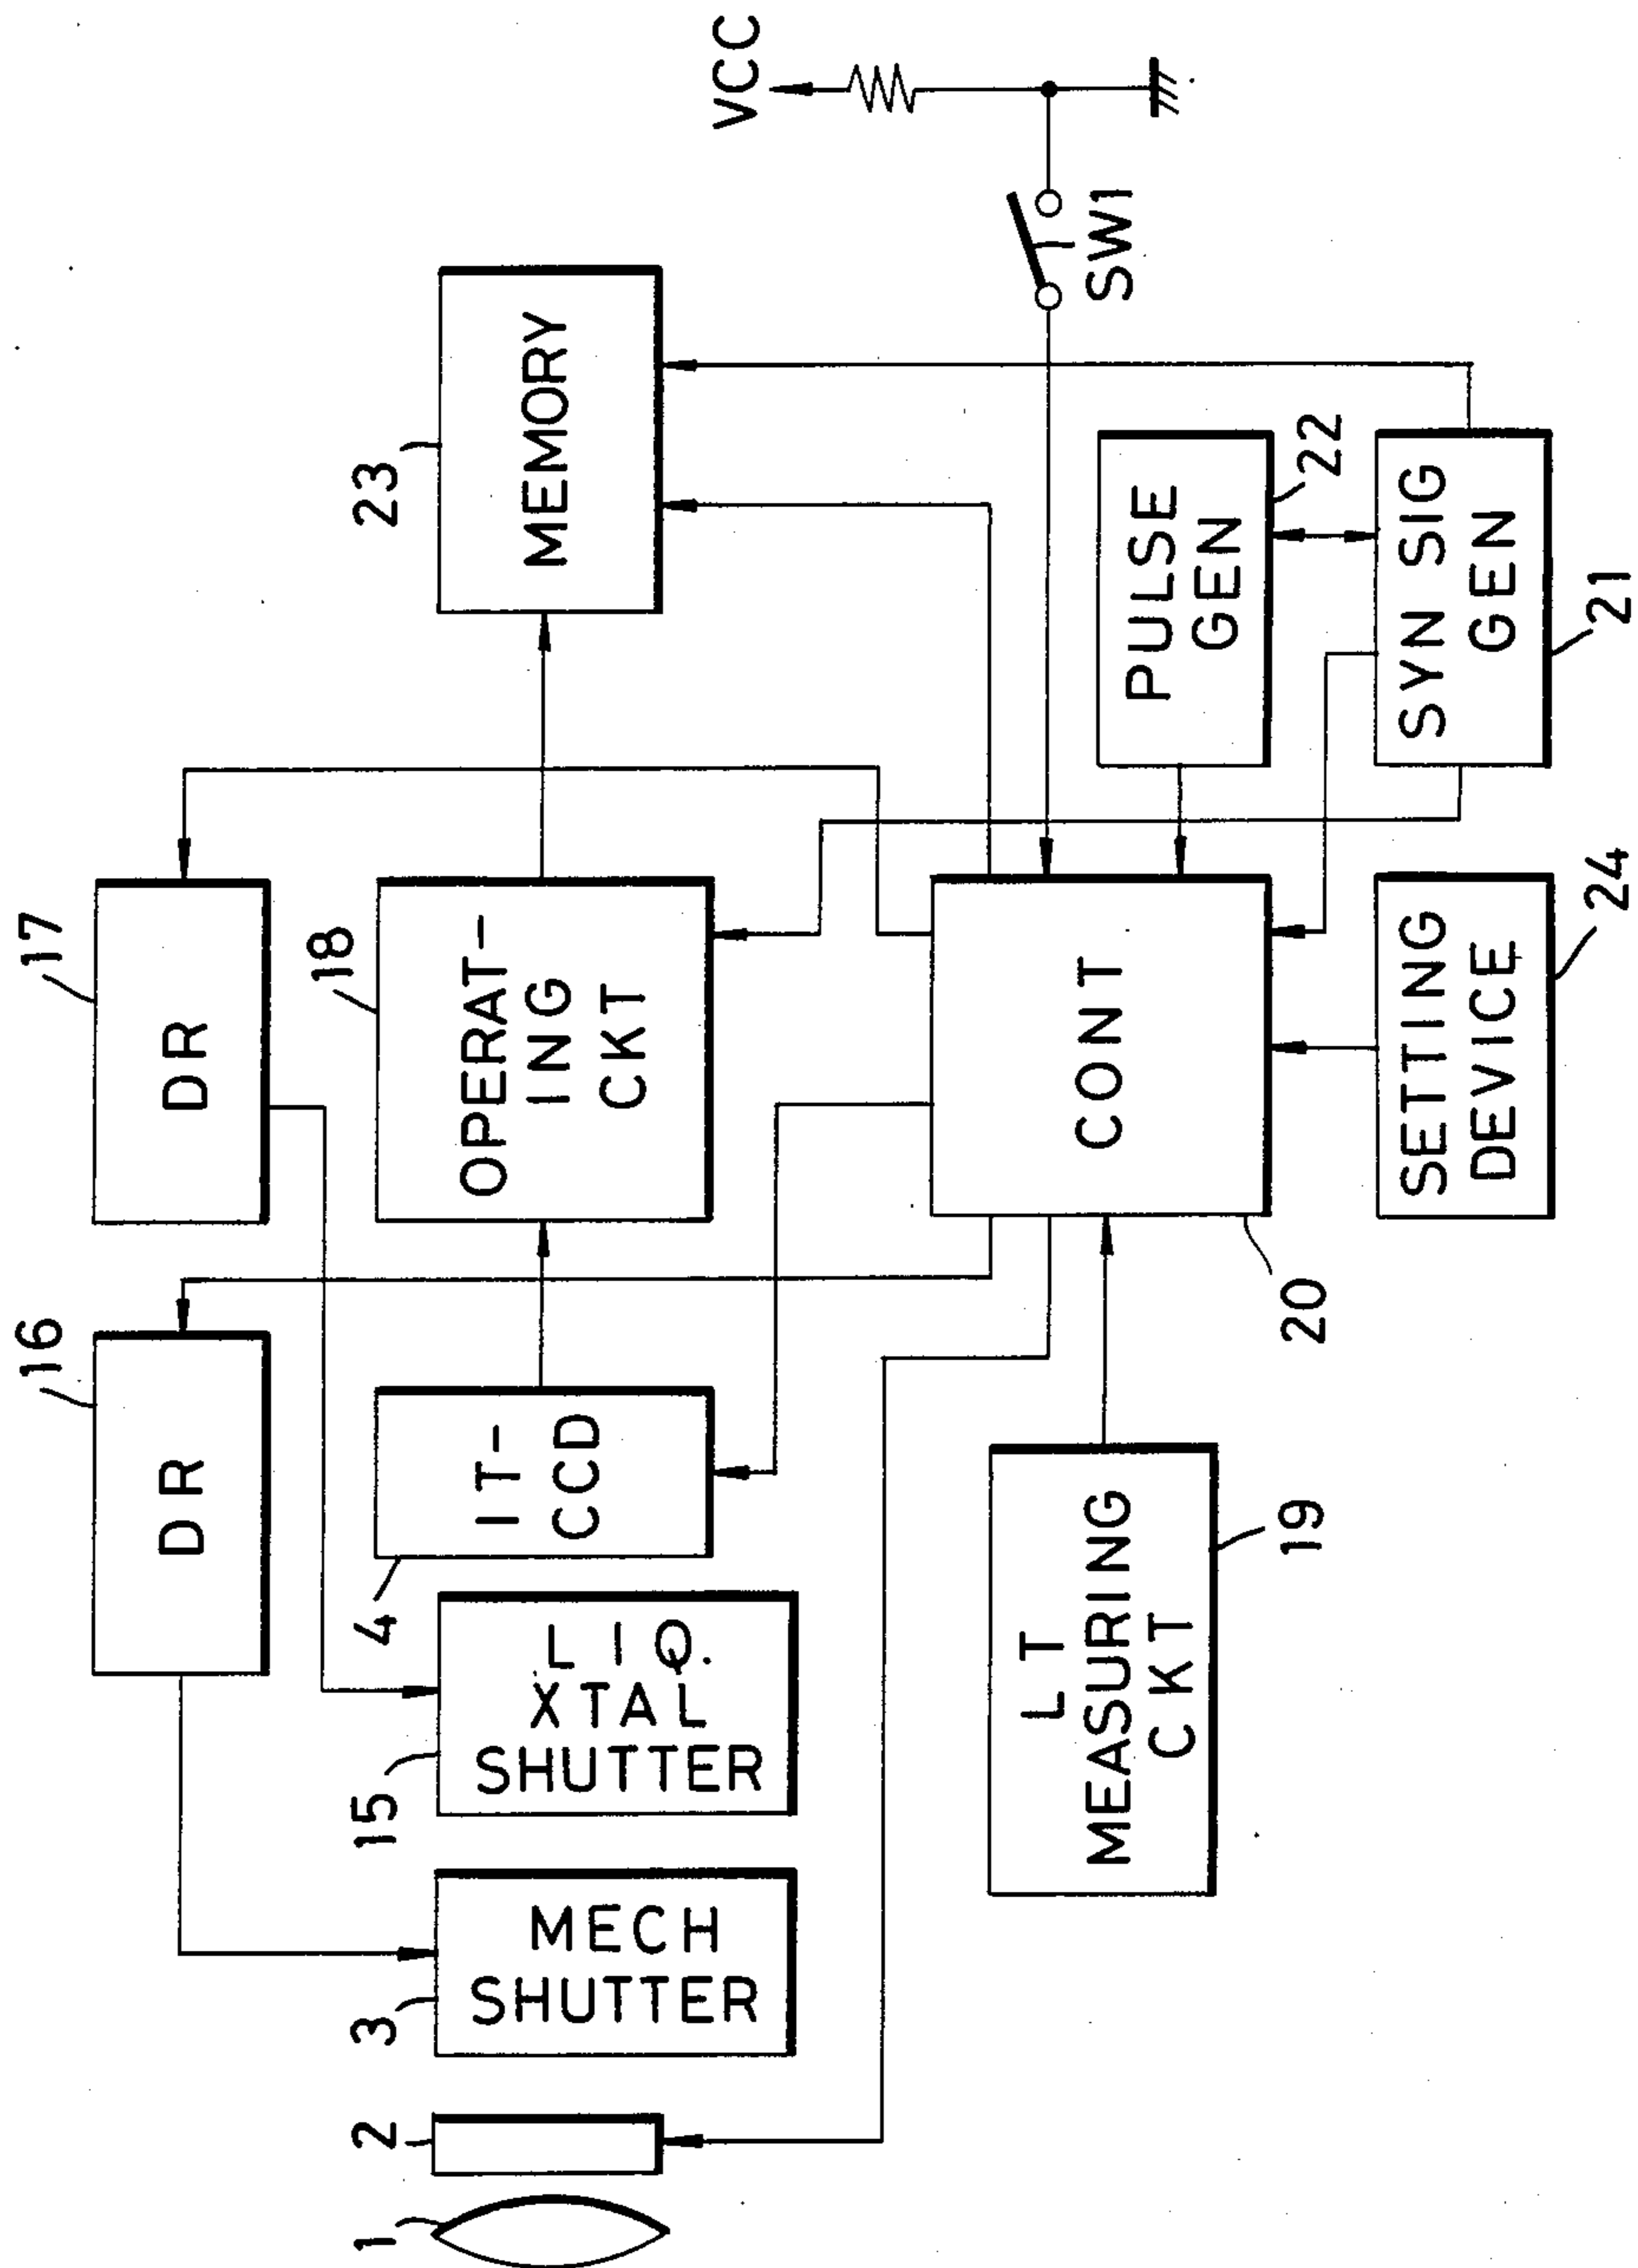 16
DR
17
DR
1
2
3
MECH
SHUTTER
15
LIQ.
XTAL
SHUTTER
4
IT-
CCD
18
OPERAT-
ING
CKT
23
MEMORY
VCC
SW1
LT
MEASURING
CKT
19
CONT
20
PULSE
GEN
22
SETTING
DEVICE
24
SYN SIG
GEN
21